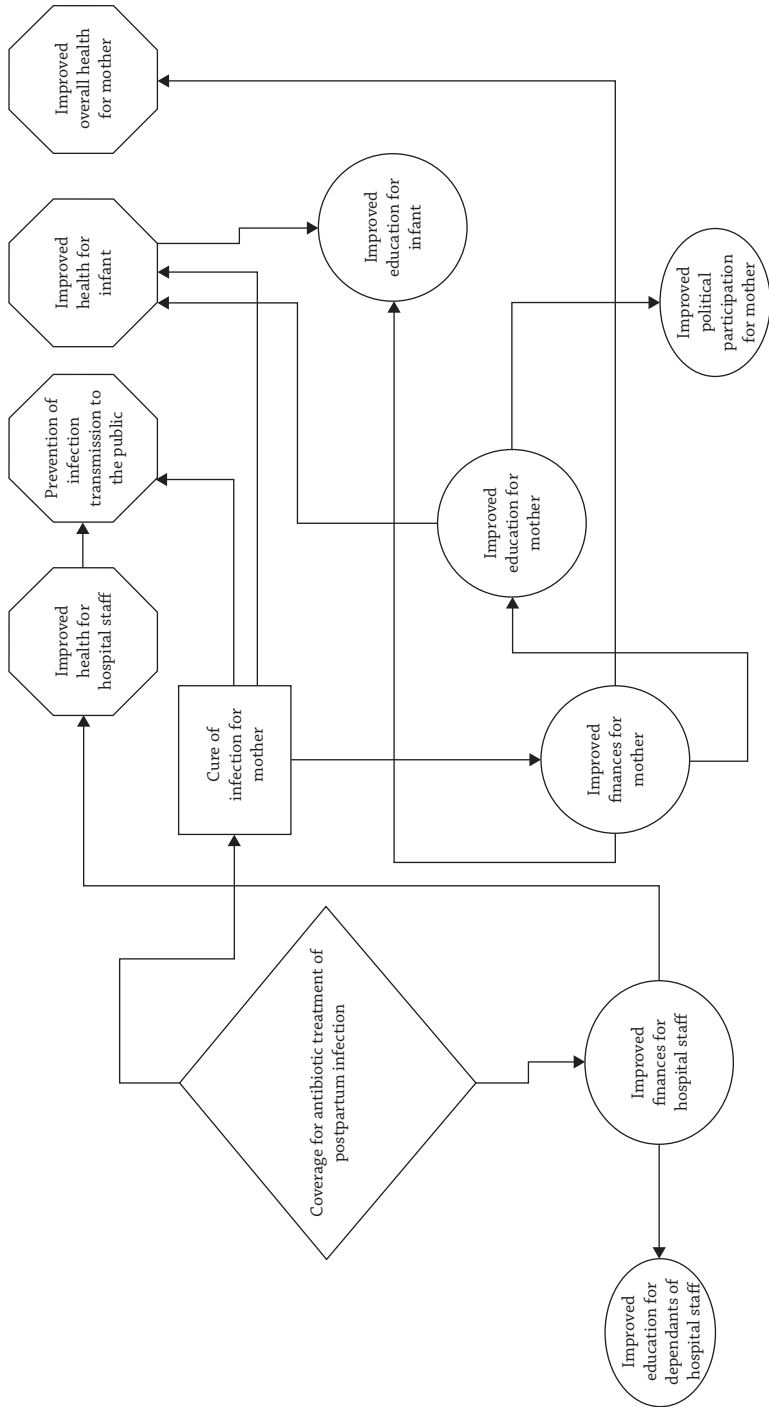 Improved
overall health
for mother
Improved
health for
infant
Prevention of
infection
transmission to
the public
Improved
health for
hospital staff
Improved
education for
infant
Improved
political
participation
for mother
Improved
education for
mother
Cure of
infection for
mother
Improved
finances for
mother
Coverage for antibiotic treatment of
postpartum infection
Improved
finances for
hospital staff
Improved
education for
dependants of
hospital staff